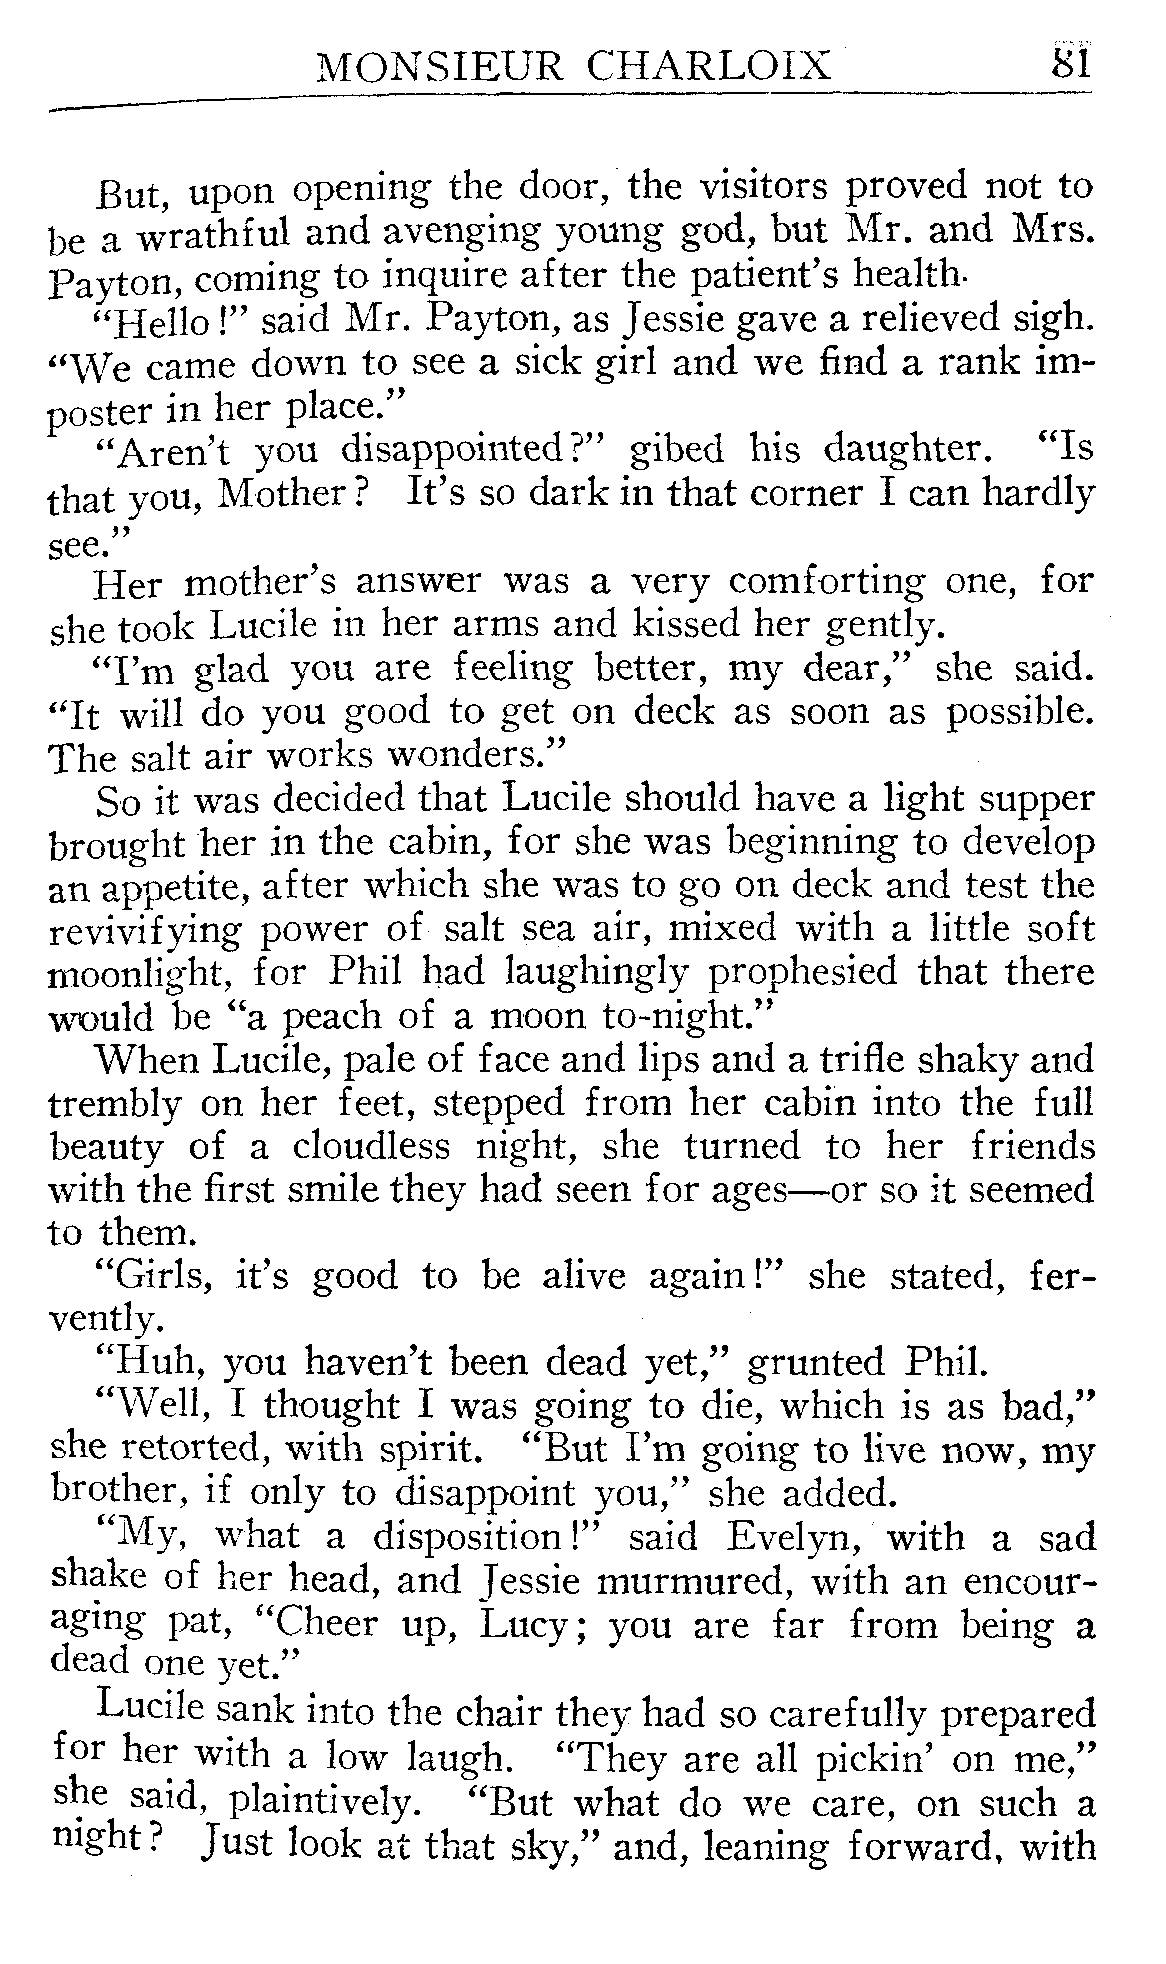 MONSIEUR CHARLOIX 81
But, upon opening the door, the visitors proved not to
be a wrathful and avenging young god, but Mr. and Mrs.
Payton, coming to inquire after the patient's health.
“Hello!” said Mr. Payton, as Jessie gave a relieved sigh.
“We came down to see a sick girl and we find a rank im-
poster in her place.”
“Aren't you disappointed?” gibed his daughter. “Is
that you, Mother? It's so dark in that corner I can hardly
see.”
Her mother's answer was a very comforting one, for
she took Lucile in her arms and kissed her gently.
“I'm glad you are feeling better, my dear,” she said.
“It will do you good to get on deck as soon as possible.
The salt air works wonders.”
So it was decided that Lucile should have a light supper
brought her in the cabin, for she was beginning to develop
an appetite, after which she was to go on deck and test the
revivifying power of salt sea air, mixed with a little soft
moonlight, for Phil had laughingly prophesied that there
would be “a peach of a moon to-night.”
When Lucile, pale of face and lips and a trifle shaky and
trembly on her feet, stepped from her cabin into the full
beauty of a cloudless night, she turned to her friends
with the first smile they had seen for ages—or so it seemed
to them.
“Girls, it's good to be alive again!” she stated, fer-
vently.
“Huh, you haven't been dead yet,” grunted Phil.
“Well, I thought I was going to die, which is as bad,”
she retorted, with spirit. “But I'm going to live now, my
brother, if only to disappoint you,” she added.
“My, what a disposition!” said Evelyn, with a sad
shake of her head, and Jessie murmured, with an encour-
aging pat, “Cheer up, Lucy; you are far from being a
dead one yet.”
Lucile sank into the chair they had so carefully prepared
for her with a low laugh. “They are all pickin' on me,”
she said, plaintively. “But what do we care, on such a
night? Just look at that sky,” and, leaning forward, with